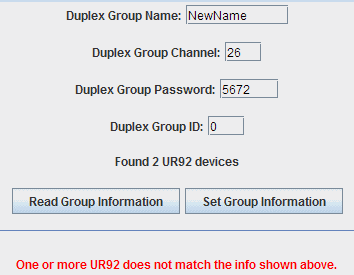 Duplex Group Name: NewName
Duplex Group Channel: 26
Duplex Group Password: 5672
Duplex Group ID: 0
Found 2 UR92 devices
Read Group Information Set Group Information
One or more UR92 does not match the info shown above.